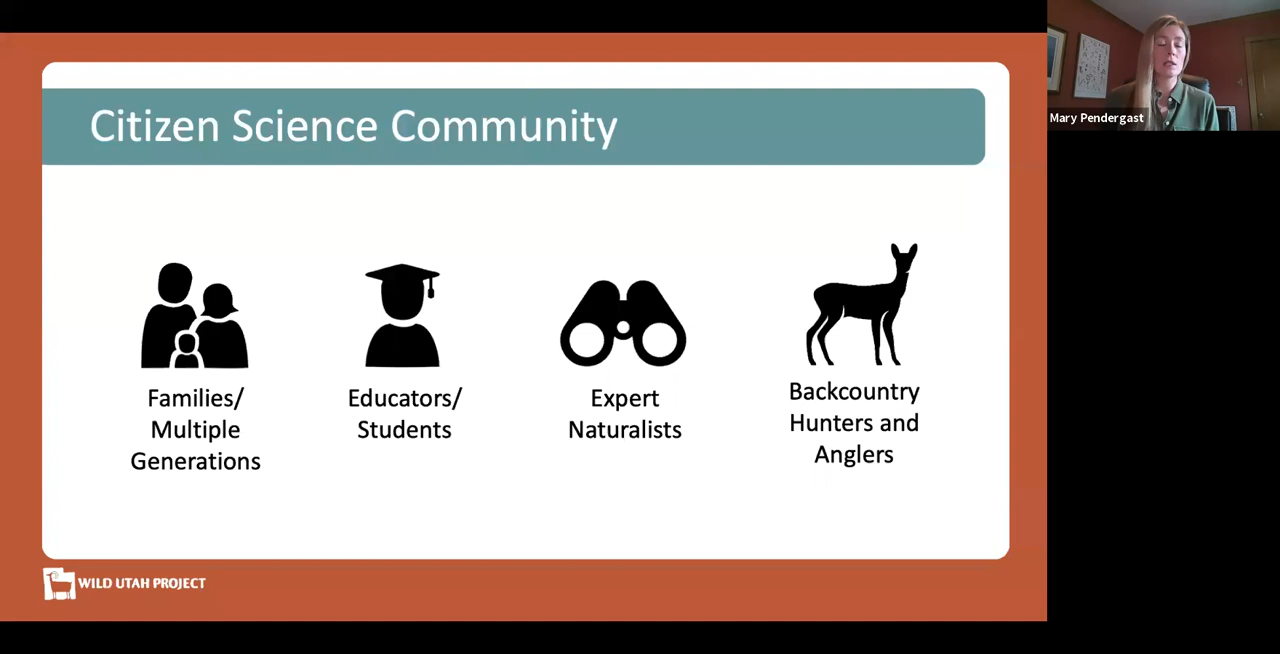 Citizen Science Community
Mary Pendergast
Families/
Multiple
Generations
Educators/
Students
Expert
Naturalists
Backcountry
Hunters and
Anglers
WILD UTAH PROJECT